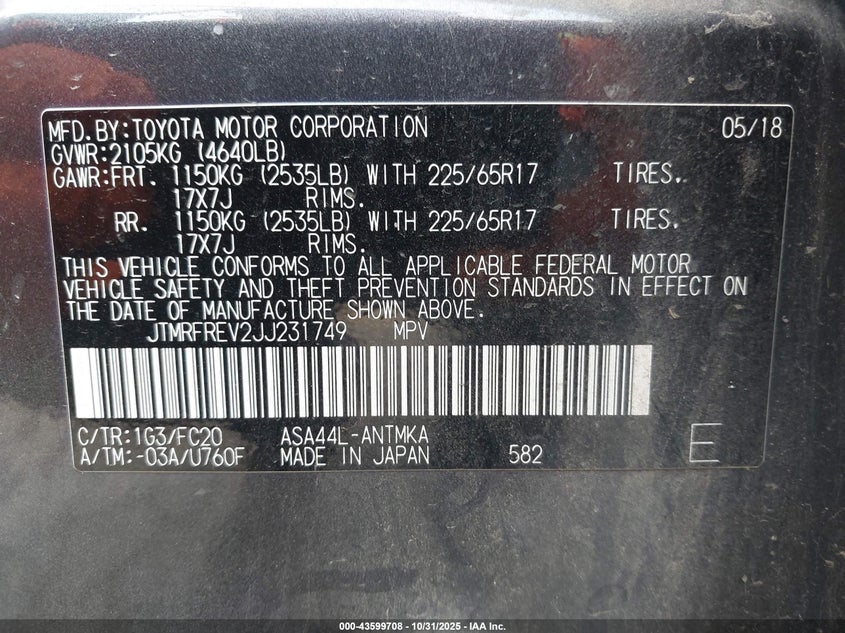 MFD.BY:TOYOTA MOTOR CORPORATION 05/18
GVWR:2105KG (4640LB)
GAWR:FRT. 1150KG (2535LB) WITH 225/65R17 TIRES.
17X7J RIMS.
RR. 1150KG (2535LB) WITH 225/65R17 TIRES.
17X7J RIMS.
THIS VEHICLE CONFORMS TO ALL APPLICABLE FEDERAL MOTOR
VEHICLE SAFETY AND THEFT PREVENTION STANDARDS IN EFFECT ON
THE DATE OF MANUFACTURE SHOWN ABOVE.
JTMRFREV2JJ231749 MPV
C/TR:1G3/FC20 ASA44L-ANTMKA
A/TM:-03A/U760F MADE IN JAPAN 582 E
000-43599708 - 10/31/2025 - IAA Inc.